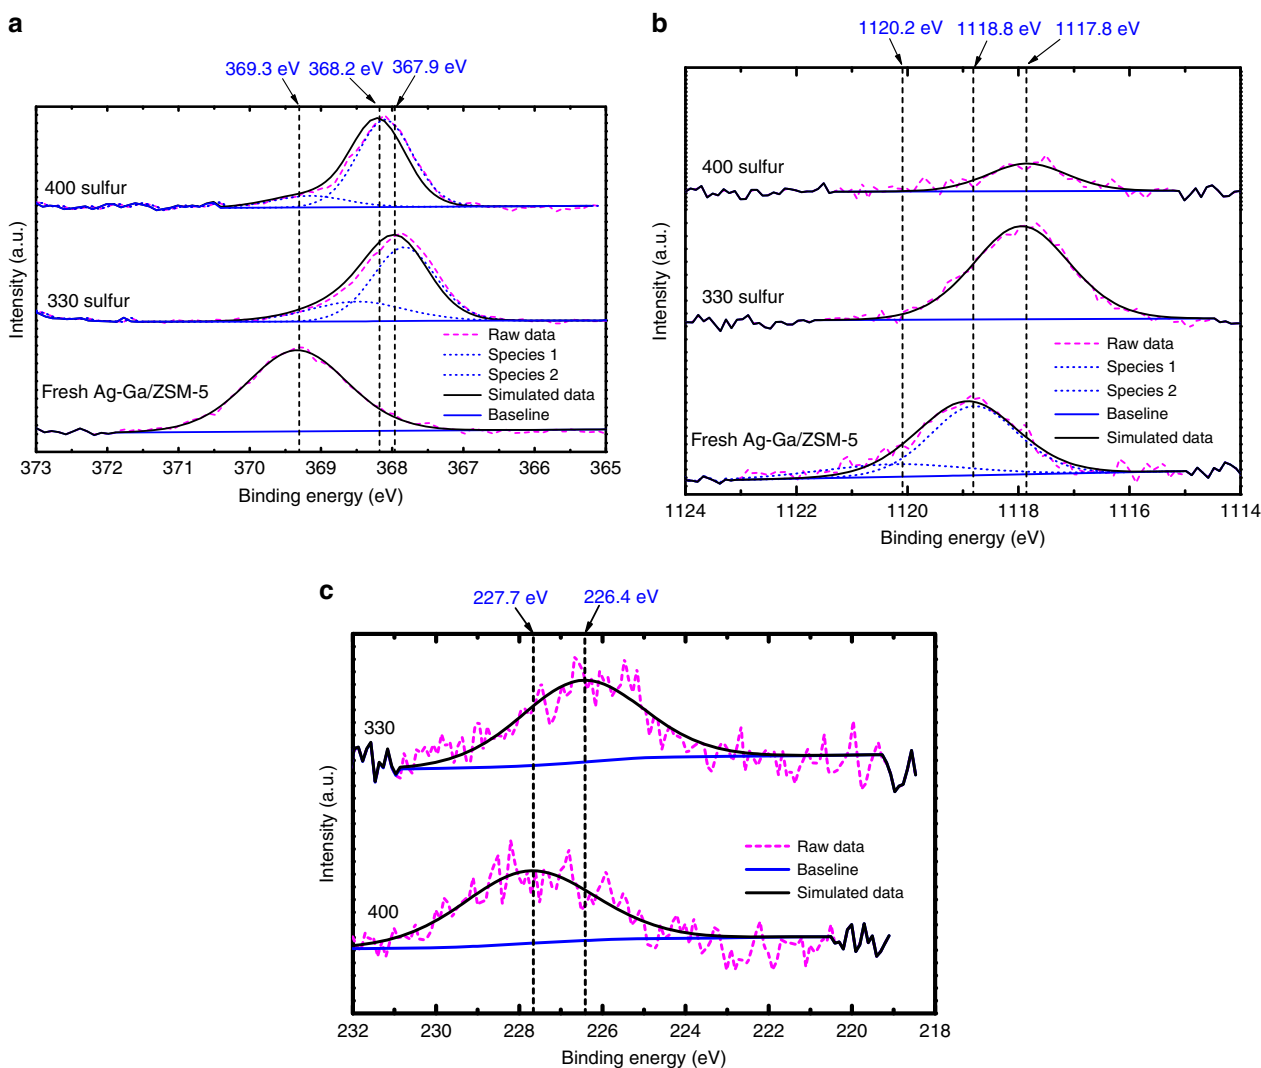 a
369.3 eV 368.2 eV 367.9 eV
400 sulfur
330 sulfur
Fresh Ag-Ga/ZSM-5
Raw data
Species 1
Species 2
Simulated data
Baseline
Intensity (a.u.)
373 372 371 370 369 368 367 366 365
Binding energy (eV)
b
1120.2 eV 1118.8 eV 1117.8 eV
400 sulfur
330 sulfur
Fresh Ag-Ga/ZSM-5
Raw data
Species 1
Species 2
Baseline
Simulated data
Intensity (a.u.)
1124 1122 1120 1118 1116 1114
Binding energy (eV)
c
227.7 eV 226.4 eV
330
400
Raw data
Baseline
Simulated data
Intensity (a.u.)
232 230 228 226 224 222 220 218
Binding energy (eV)